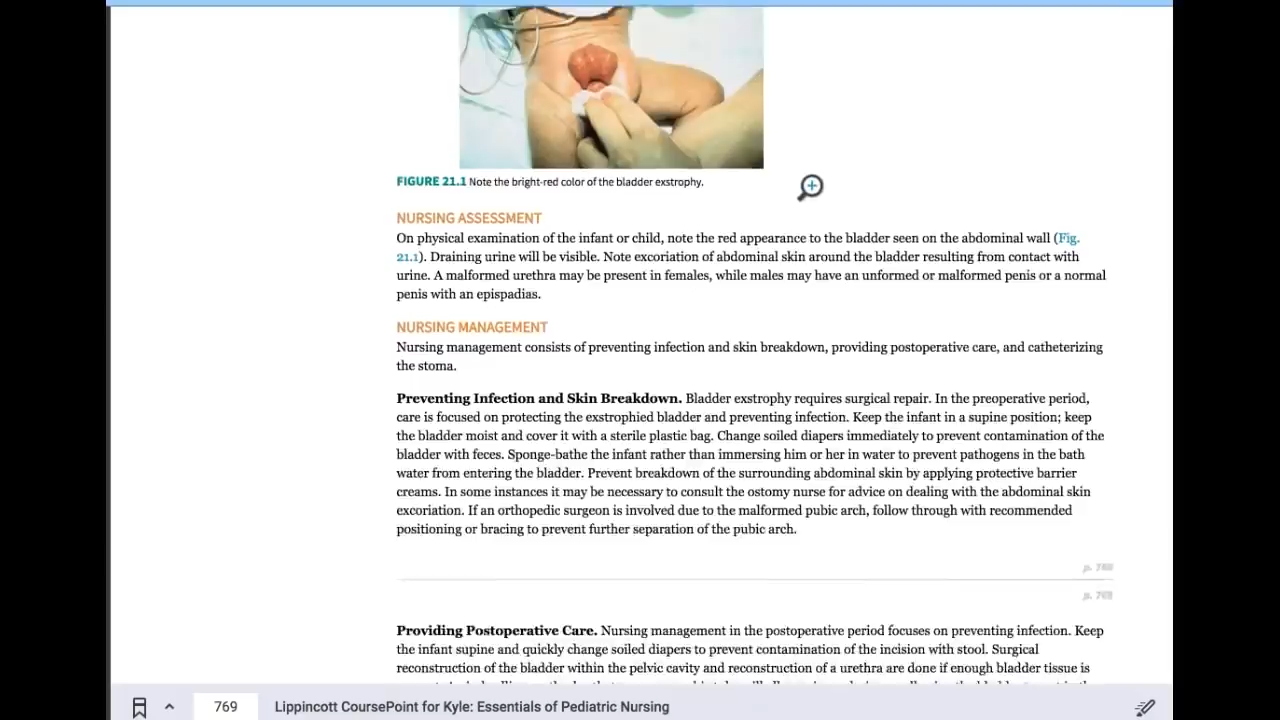 FIGURE 21.1 Note the bright-red color of the bladder exstrophy.
NURSING ASSESSMENT
On physical examination of the infant or child, note the red appearance to the bladder seen on the abdominal wall (Fig.
21.1). Draining urine will be visible. Note excoriation of abdominal skin around the bladder resulting from contact with
urine. A malformed urethra may be present in females, while males may have an unformed or malformed penis or a normal
penis with an epispadias.
NURSING MANAGEMENT
Nursing management consists of preventing infection and skin breakdown, providing postoperative care, and catheterizing
the stoma.
Preventing Infection and Skin Breakdown. Bladder exstrophy requires surgical repair. In the preoperative period,
care is focused on protecting the exstrophied bladder and preventing infection. Keep the infant in a supine position; keep
the bladder moist and cover it with a sterile plastic bag. Change soiled diapers immediately to prevent contamination of the
bladder with feces. Sponge-bathe the infant rather than immersing him or her in water to prevent pathogens in the bath
water from entering the bladder. Prevent breakdown of the surrounding abdominal skin by applying protective barrier
creams. In some instances it may be necessary to consult the ostomy nurse for advice on dealing with the abdominal skin
excoriation. If an orthopedic surgeon is involved due to the malformed pubic arch, follow through with recommended
positioning or bracing to prevent further separation of the pubic arch.
p. 768
p. 769
Providing Postoperative Care. Nursing management in the postoperative period focuses on preventing infection. Keep
the infant supine and quickly change soiled diapers to prevent contamination of the incision with stool. Surgical
reconstruction of the bladder within the pelvic cavity and reconstruction of a urethra are done if enough bladder tissue is
769
Lippincott CoursePoint for Kyle: Essentials of Pediatric Nursing